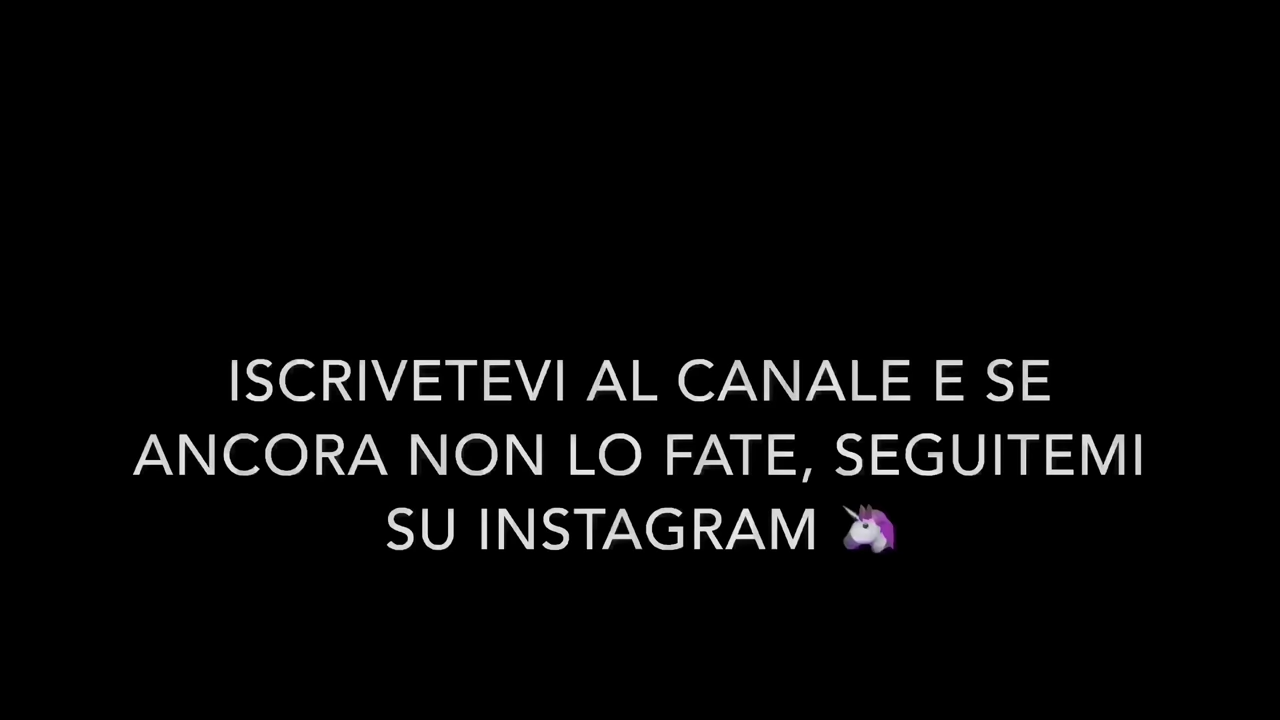 ISCRIVETEVI AL CANALE E SE
ANCORA NON LO FATE, SEGUITEMI
SU INSTAGRAM 🦄